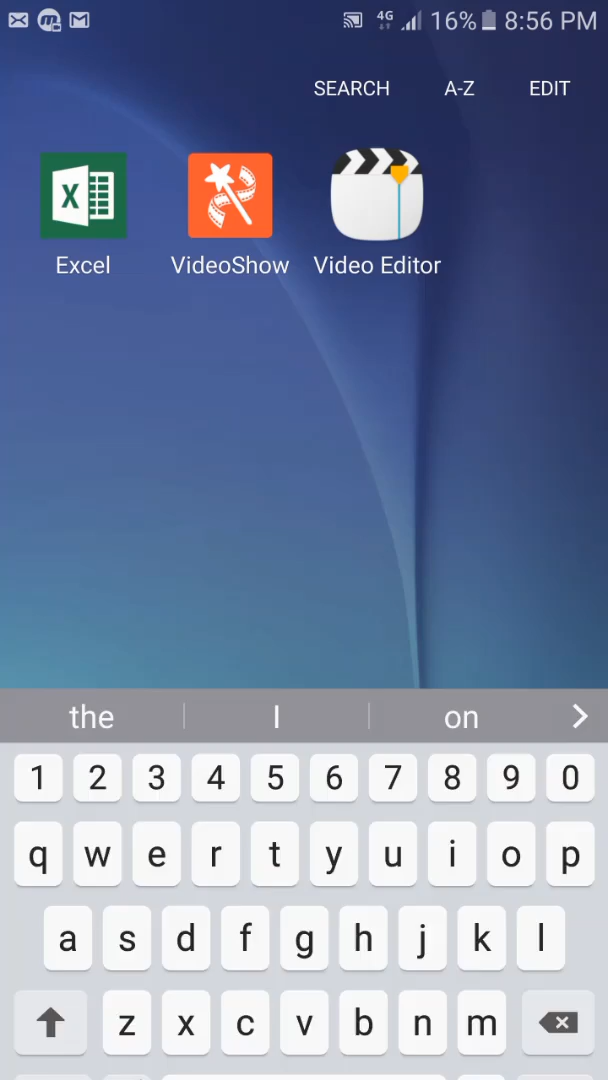 4G 16% 8:56 PM
SEARCH A-Z EDIT
X
Excel VideoShow Video Editor
the I on
1 2 3 4 5 6 7 8 9 0
q w e r t y u i o p
a s d f g h j k l
z x c v b n m